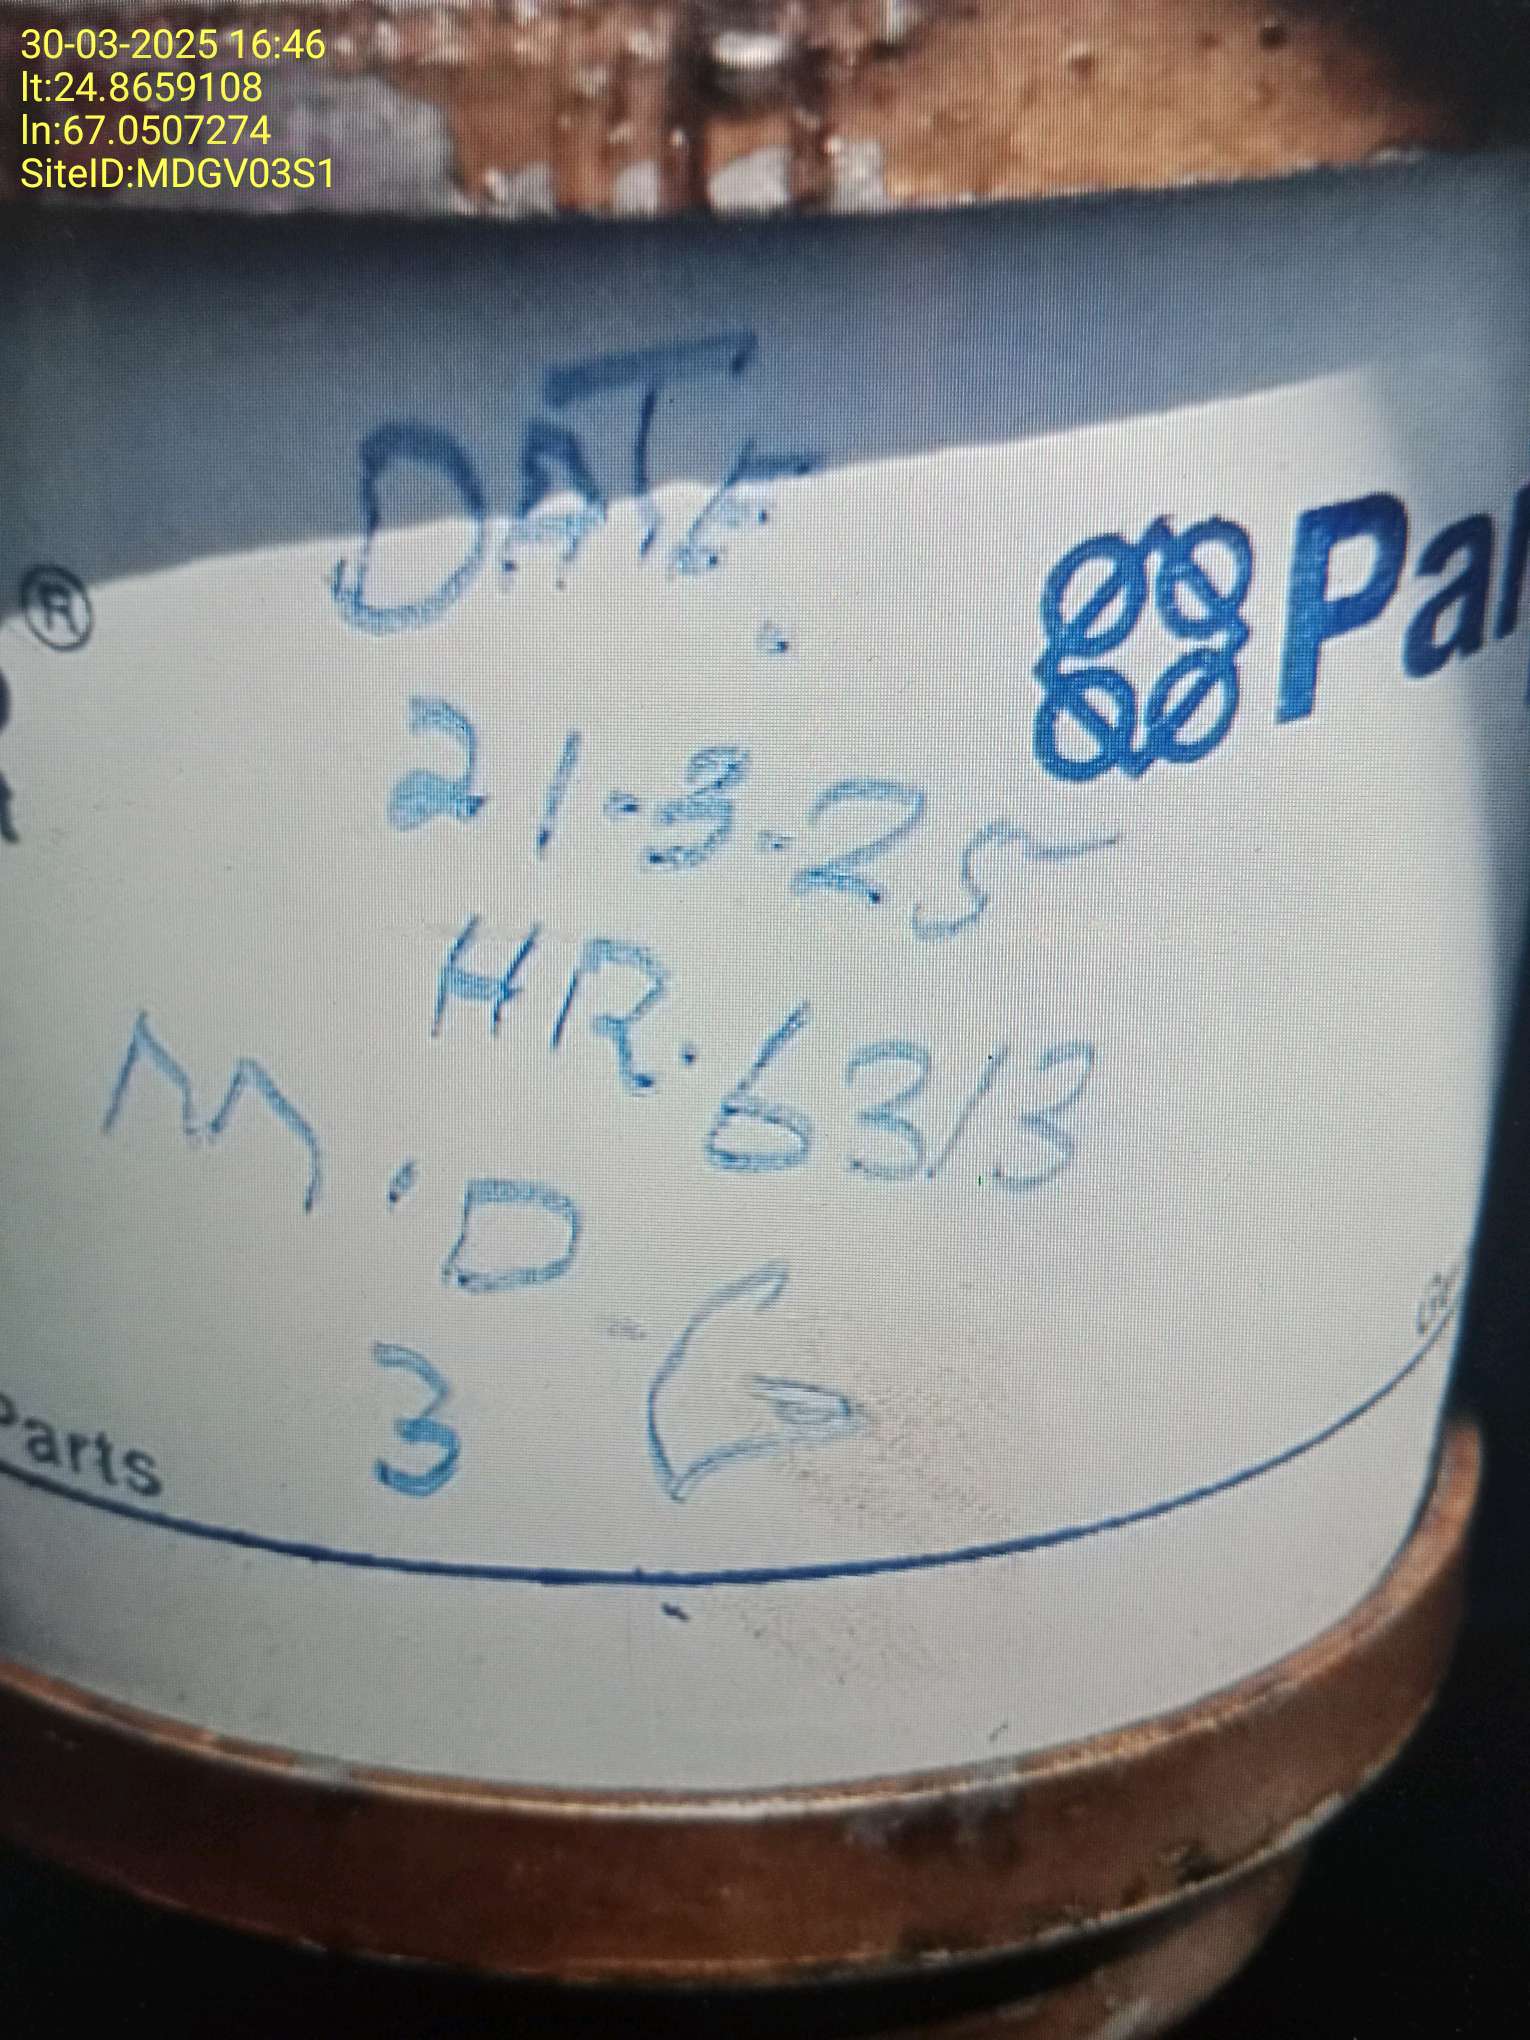 30-03-2025 16:46
lt:24.8659108
ln:67.0507274
SiteID:MDGV03S1
DATE
®
21-3-25
HR. 6313
M.D
3
Parts